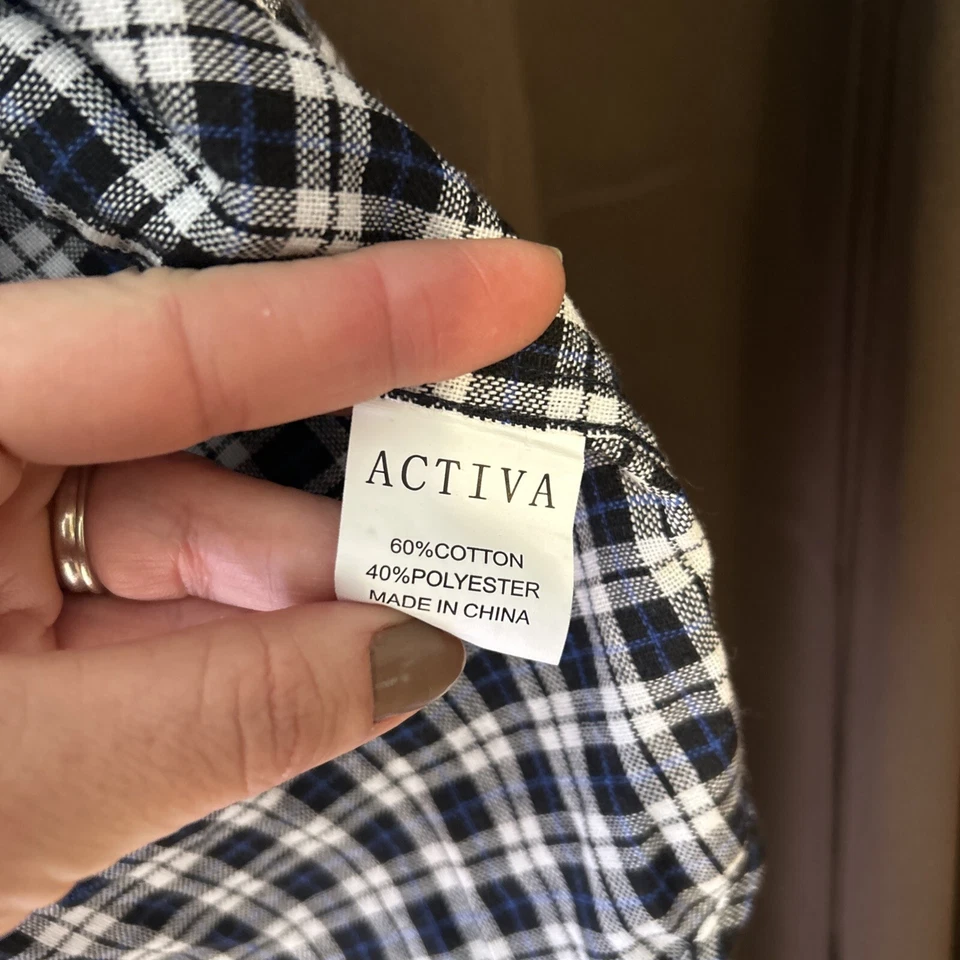 ACTIVA
60%COTTON
40%POLYESTER
MADE IN CHINA